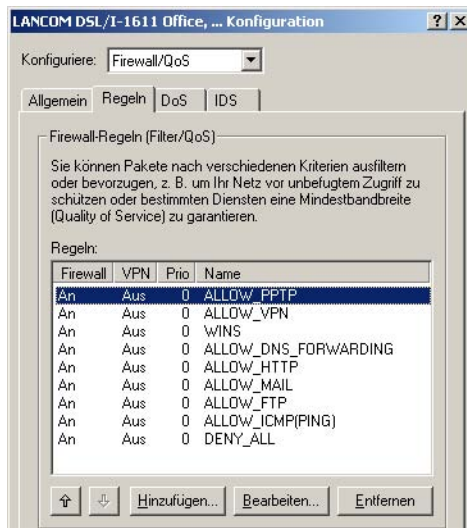 LANCOM DSL/I-1611 Office, ... Konfiguration
Konfiguriere: Firewall/QoS
Allgemein Regeln DoS IDS
Firewall-Regeln (Filter/QoS)
Sie können Pakete nach verschiedenen Kriterien ausfiltern
oder bevorzugen, z. B. um Ihr Netz vor unbefugtem Zugriff zu
schützen oder bestimmten Diensten eine Mindestbandbreite
(Quality of Service) zu garantieren.
Regeln:
Firewall VPN Prio Name
An Aus 0 ALLOW_PPTP
An Aus 0 ALLOW_VPN
An Aus 0 WINS
An Aus 0 ALLOW_DNS_FORWARDING
An Aus 0 ALLOW_HTTP
An Aus 0 ALLOW_MAIL
An Aus 0 ALLOW_FTP
An Aus 0 ALLOW_ICMP(PING)
An Aus 0 DENY_ALL
Hinzufügen... Bearbeiten... Entfernen